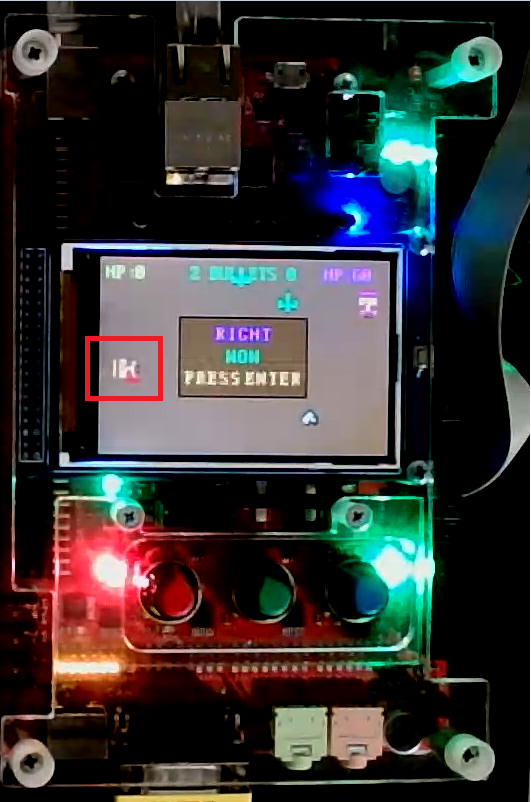 HP:0 2 BULLETS 0 HP:60
RIGHT
WON
PRESS ENTER